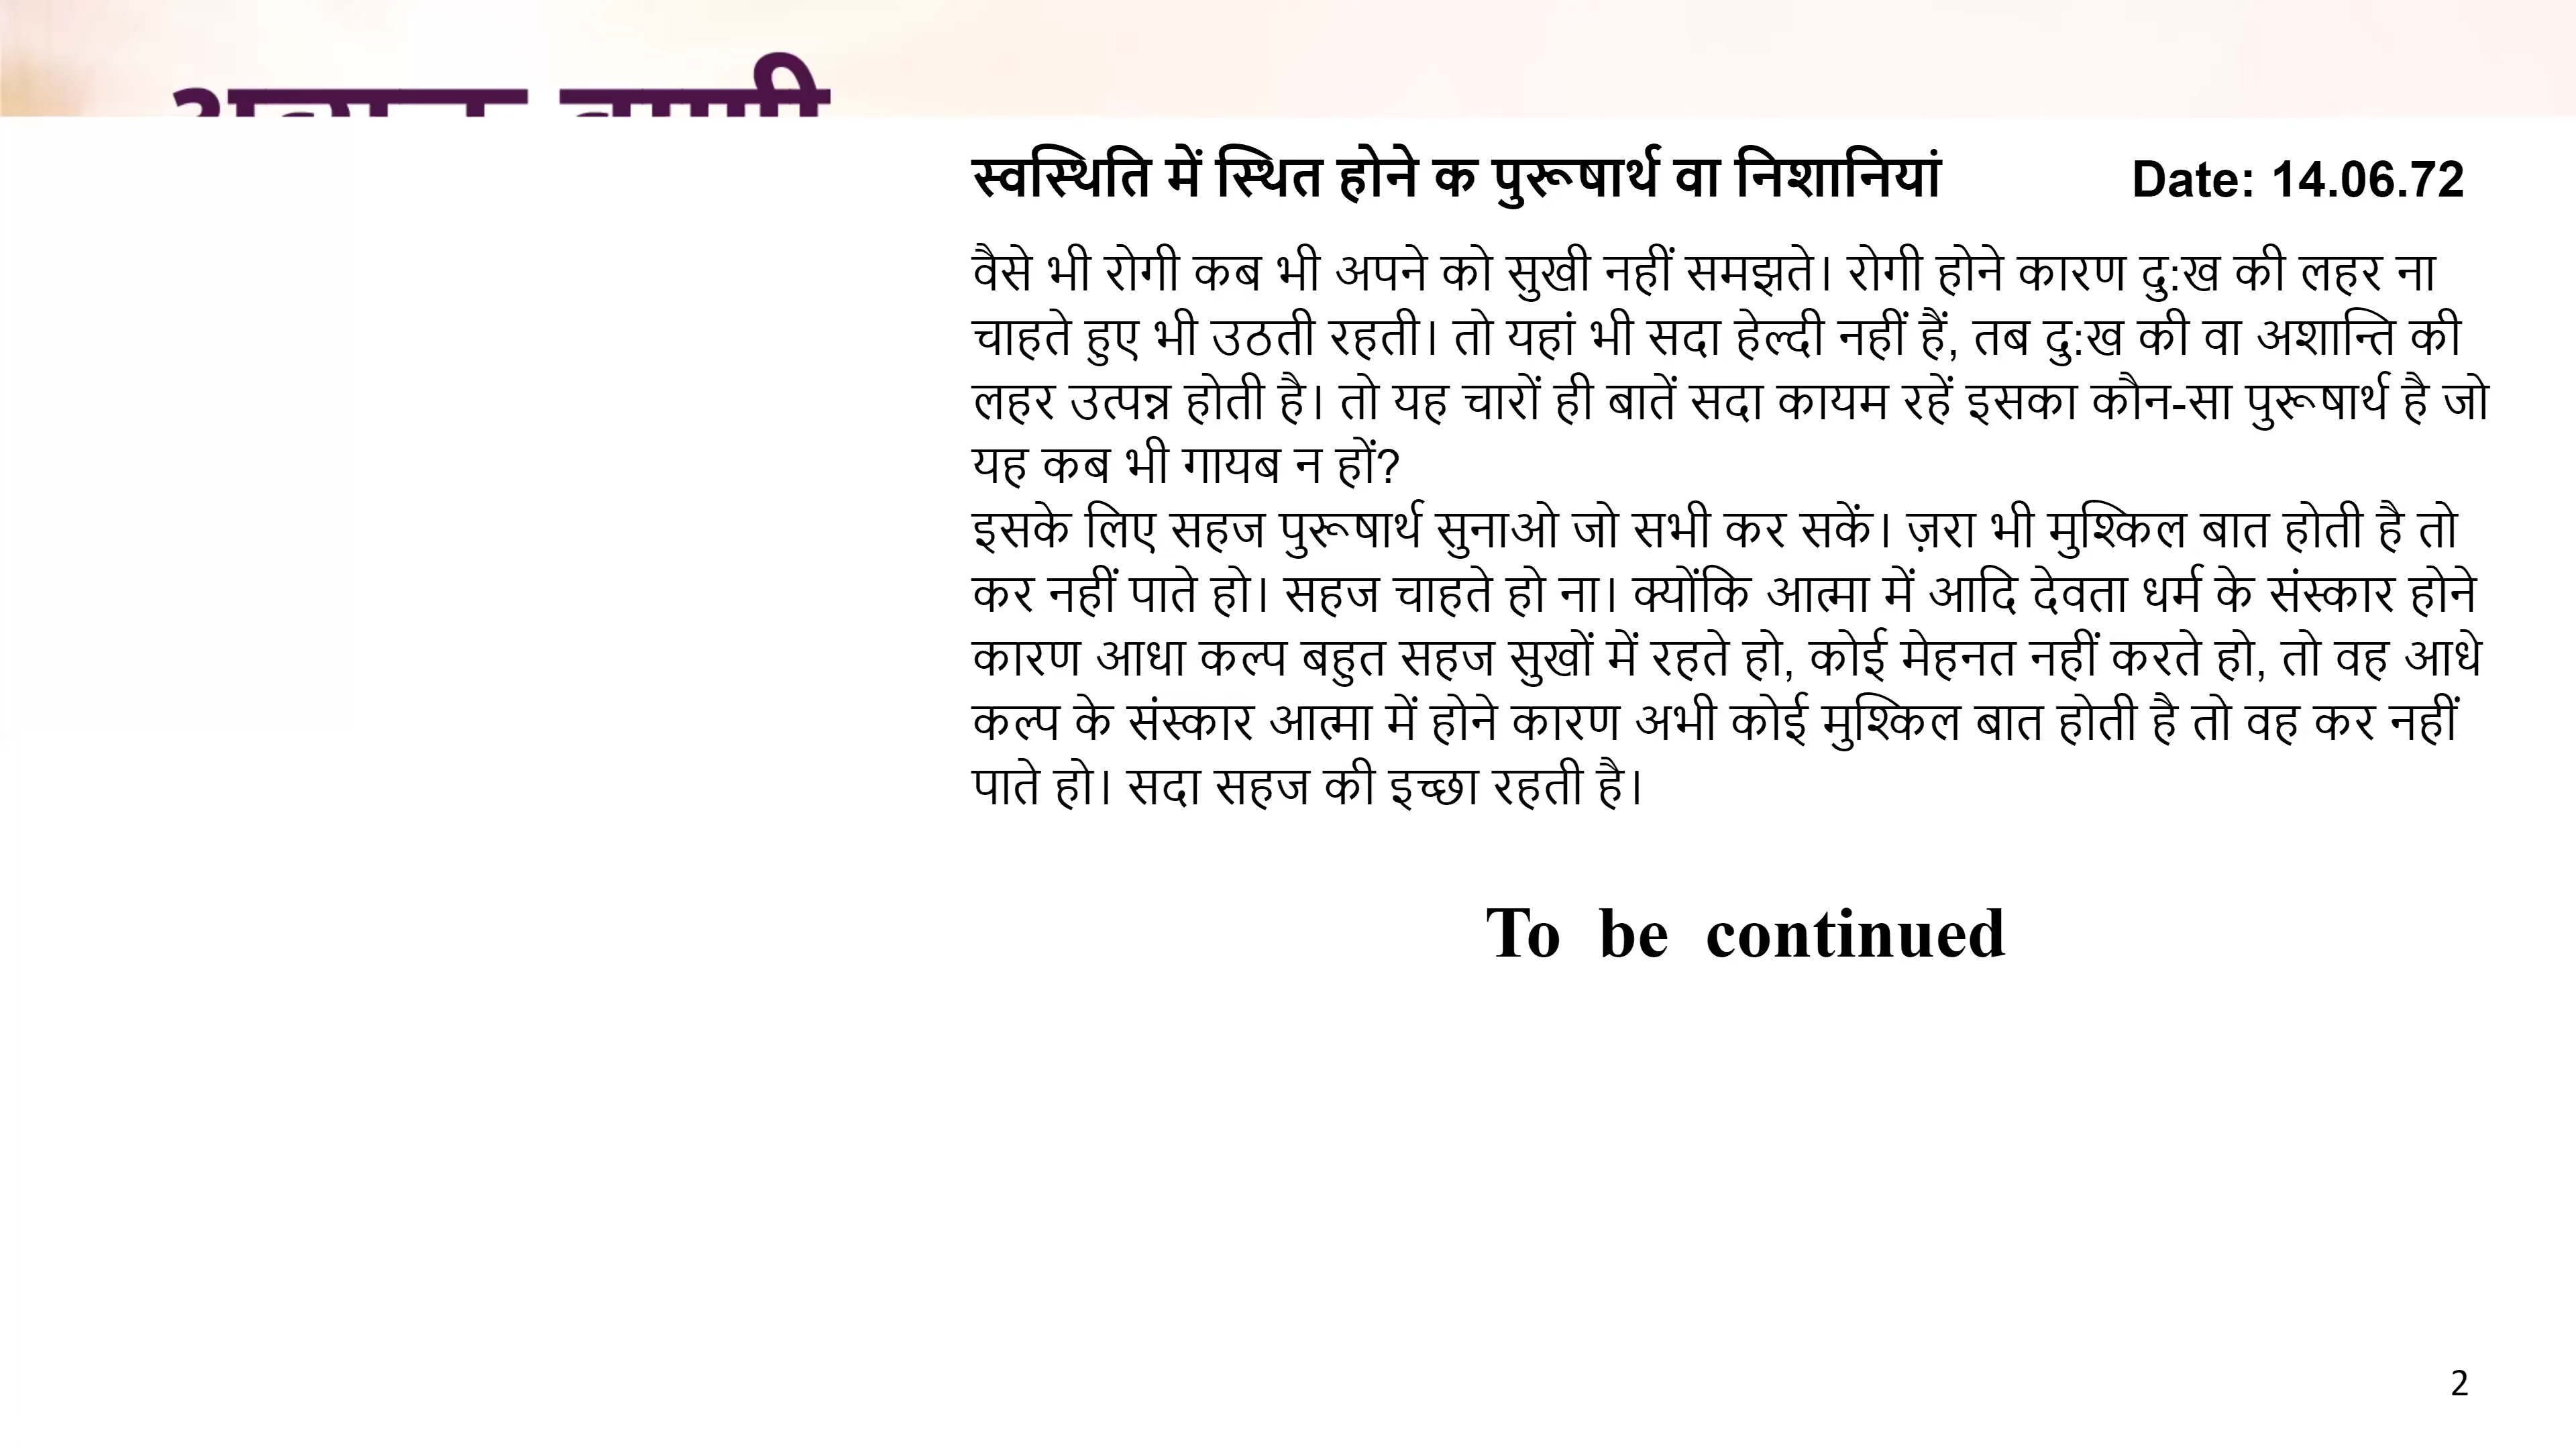 स्वस्थिति में स्थित होने क पुरूषार्थ वा निशानियां Date: 14.06.72
वैसे भी रोगी कब भी अपने को सुखी नहीं समझते। रोगी होने कारण दु:ख की लहर ना
चाहते हुए भी उठती रहती। तो यहां भी सदा हेल्दी नहीं हैं, तब दु:ख की वा अशान्ति की
लहर उत्पन्न होती है। तो यह चारों ही बातें सदा कायम रहें इसका कौन-सा पुरूषार्थ है जो
यह कब भी गायब न हों?
इसके लिए सहज पुरूषार्थ सुनाओ जो सभी कर सकें। ज़रा भी मुश्किल बात होती है तो
कर नहीं पाते हो। सहज चाहते हो ना। क्योंकि आत्मा में आदि देवता धर्म के संस्कार होने
कारण आधा कल्प बहुत सहज सुखों में रहते हो, कोई मेहनत नहीं करते हो, तो वह आधे
कल्प के संस्कार आत्मा में होने कारण अभी कोई मुश्किल बात होती है तो वह कर नहीं
पाते हो। सदा सहज की इच्छा रहती है।
To be continued
2